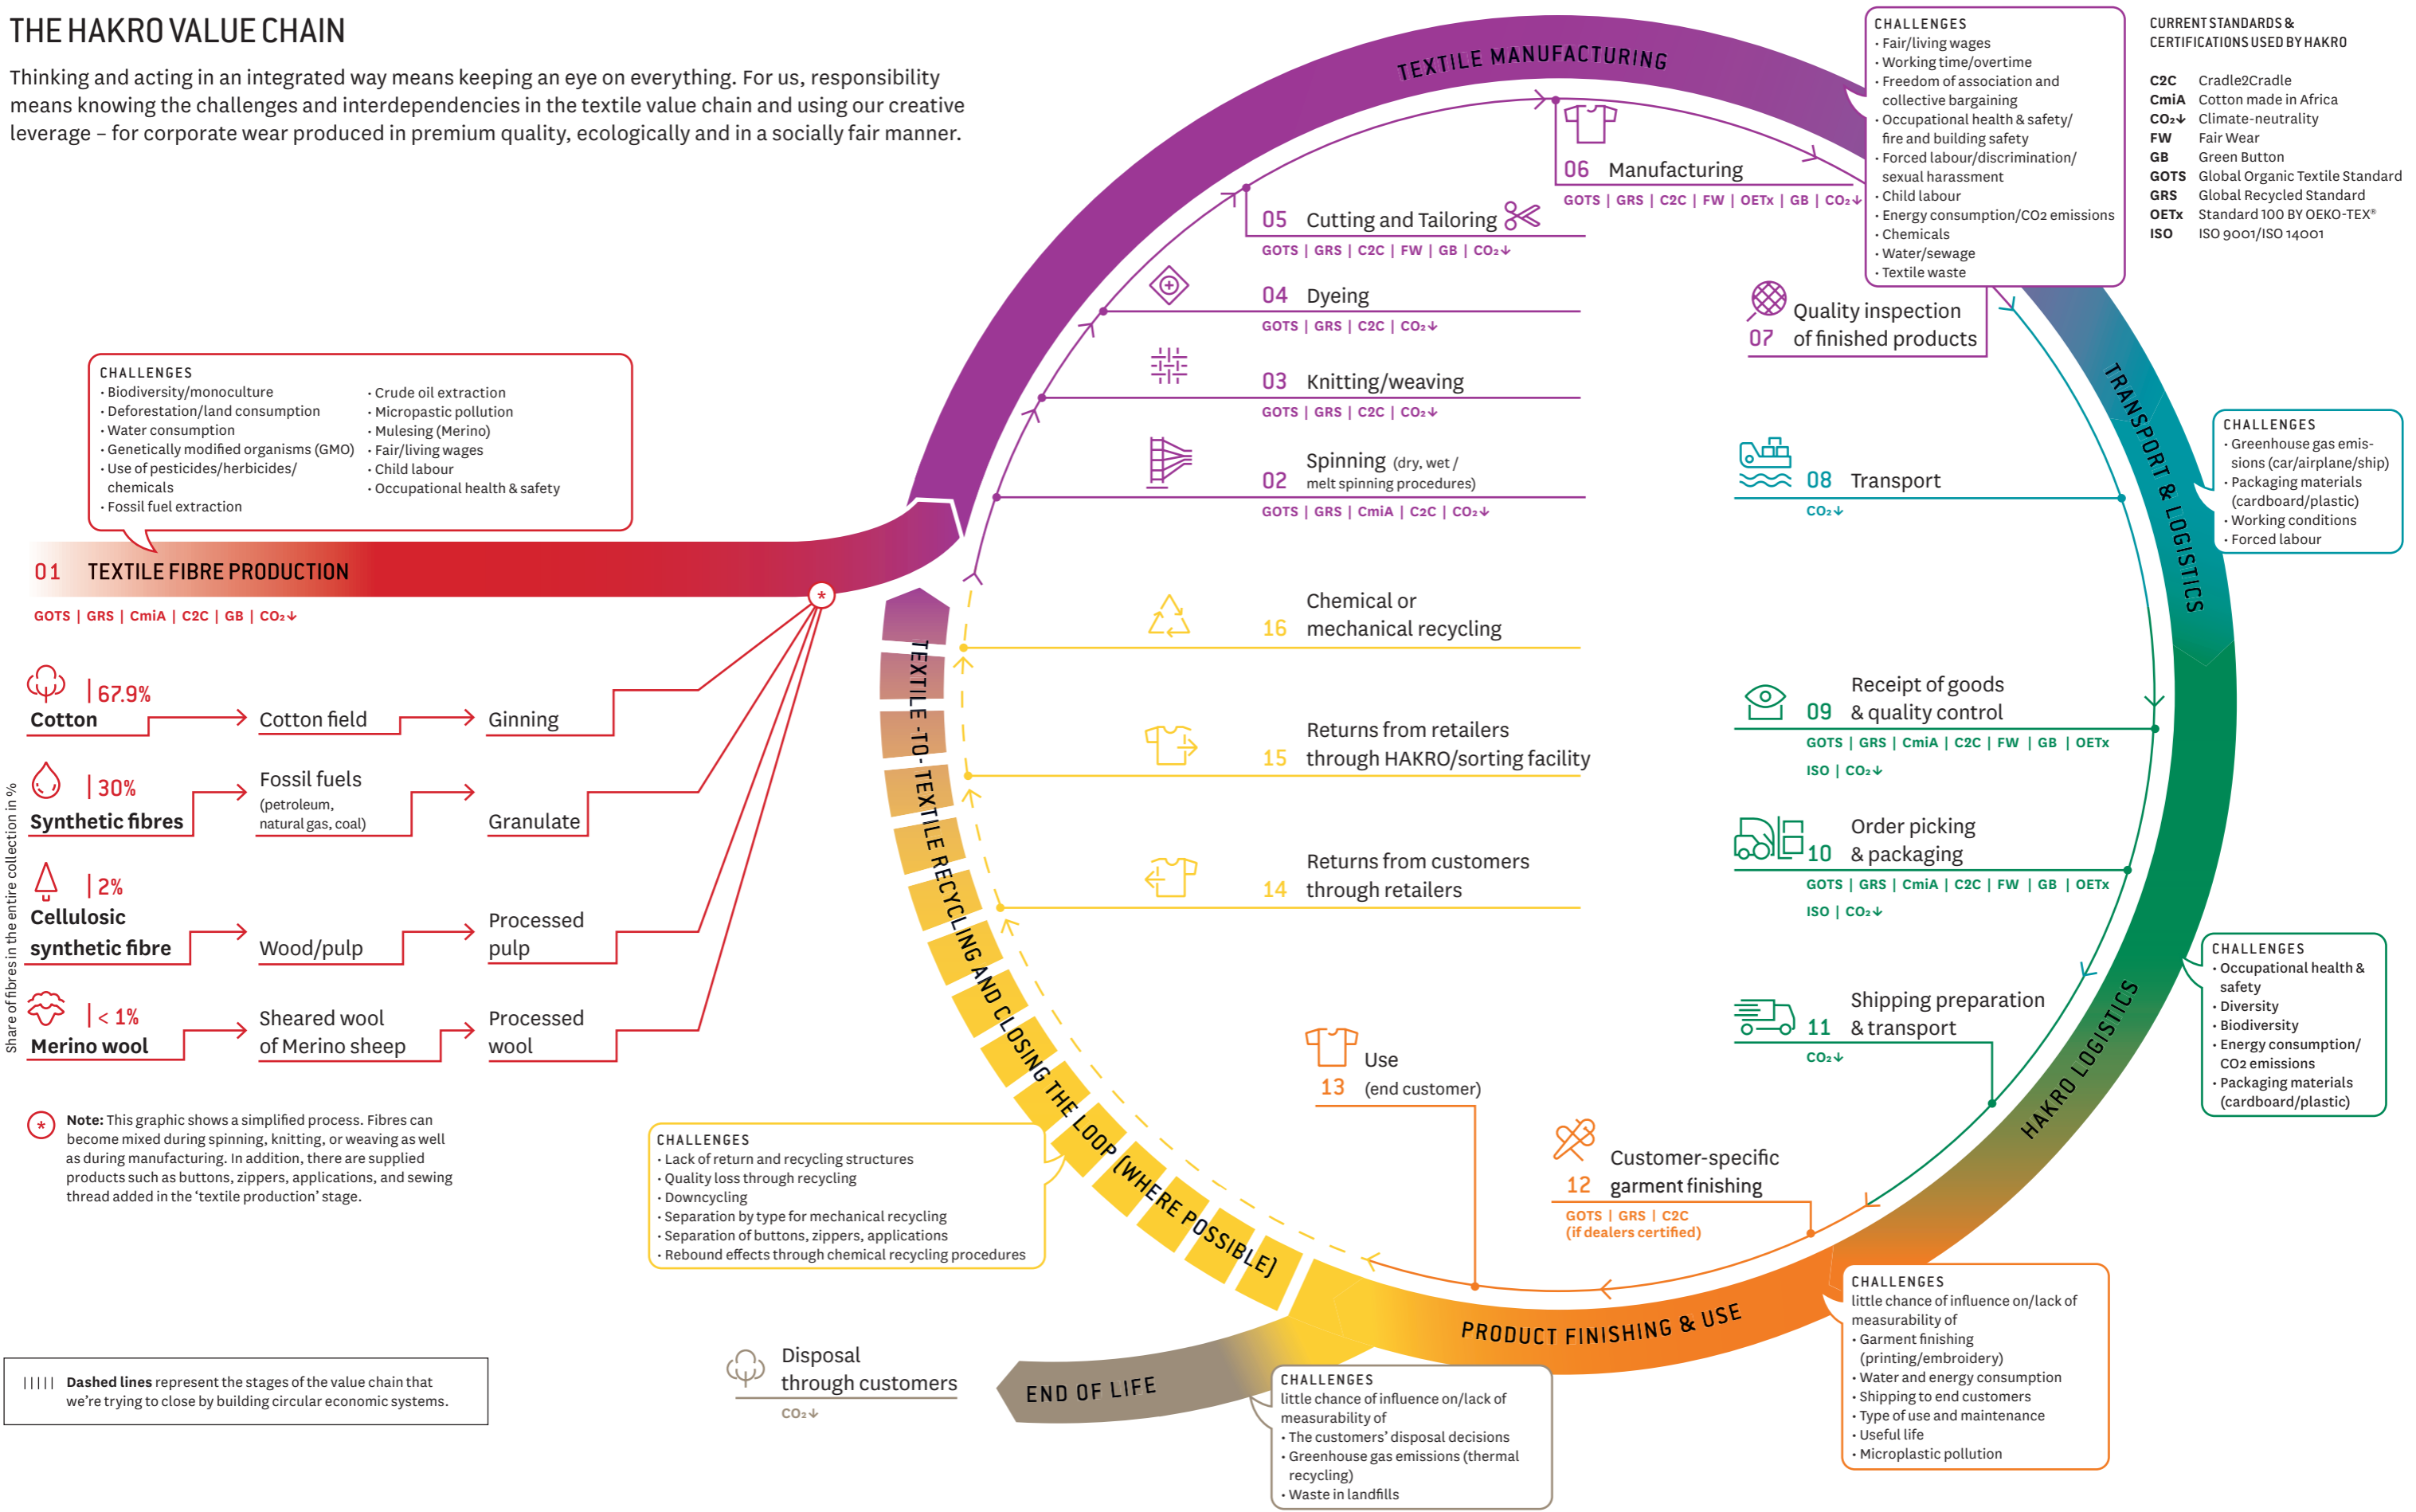 THE HAKRO VALUE CHAIN
Thinking and acting in an integrated way means keeping an eye on everything. For us, responsibility
means knowing the challenges and interdependencies in the textile value chain and using our creative
leverage – for corporate wear produced in premium quality, ecologically and in a socially fair manner.
CURRENT STANDARDS &
CERTIFICATIONS USED BY HAKRO
C2C Cradle2Cradle
CmiA Cotton made in Africa
CO₂↓ Climate-neutrality
FW Fair Wear
GB Green Button
GOTS Global Organic Textile Standard
GRS Global Recycled Standard
OETx Standard 100 BY OEKO-TEX®
ISO ISO 9001/ISO 14001
CHALLENGES
· Biodiversity/monoculture
· Deforestation/land consumption
· Water consumption
· Genetically modified organisms (GMO)
· Use of pesticides/herbicides/
chemicals
· Fossil fuel extraction
· Crude oil extraction
· Micropastic pollution
· Mulesing (Merino)
· Fair/living wages
· Child labour
· Occupational health & safety
01 TEXTILE FIBRE PRODUCTION
GOTS | GRS | CmiA | C2C | GB | CO₂↓
Share of fibres in the entire collection in %
| 67.9%
Cotton
Cotton field
Ginning
| 30%
Synthetic fibres
Fossil fuels
(petroleum,
natural gas, coal)
Granulate
| 2%
Cellulosic
synthetic fibre
Wood/pulp
Processed
pulp
| < 1%
Merino wool
Sheared wool
of Merino sheep
Processed
wool
*
* Note: This graphic shows a simplified process. Fibres can
become mixed during spinning, knitting, or weaving as well
as during manufacturing. In addition, there are supplied
products such as buttons, zippers, applications, and sewing
thread added in the ‘textile production’ stage.
||||| Dashed lines represent the stages of the value chain that
we’re trying to close by building circular economic systems.
TEXTILE MANUFACTURING
02 Spinning (dry, wet /
melt spinning procedures)
GOTS | GRS | CmiA | C2C | CO₂↓
03 Knitting/weaving
GOTS | GRS | C2C | CO₂↓
04 Dyeing
GOTS | GRS | C2C | CO₂↓
05 Cutting and Tailoring
GOTS | GRS | C2C | FW | GB | CO₂↓
06 Manufacturing
GOTS | GRS | C2C | FW | OETx | GB | CO₂↓
CHALLENGES
· Fair/living wages
· Working time/overtime
· Freedom of association and
collective bargaining
· Occupational health & safety/
fire and building safety
· Forced labour/discrimination/
sexual harassment
· Child labour
· Energy consumption/CO2 emissions
· Chemicals
· Water/sewage
· Textile waste
Quality inspection
07 of finished products
TRANSPORT & LOGISTICS
08 Transport
CO₂↓
CHALLENGES
· Greenhouse gas emis-
sions (car/airplane/ship)
· Packaging materials
(cardboard/plastic)
· Working conditions
· Forced labour
Receipt of goods
09 & quality control
GOTS | GRS | CmiA | C2C | FW | GB | OETx
ISO | CO₂↓
Order picking
10 & packaging
GOTS | GRS | CmiA | C2C | FW | GB | OETx
ISO | CO₂↓
Shipping preparation
11 & transport
CO₂↓
HAKRO LOGISTICS
CHALLENGES
· Occupational health &
safety
· Diversity
· Biodiversity
· Energy consumption/
CO2 emissions
· Packaging materials
(cardboard/plastic)
Customer-specific
12 garment finishing
GOTS | GRS | C2C
(if dealers certified)
Use
13 (end customer)
PRODUCT FINISHING & USE
CHALLENGES
little chance of influence on/lack of
measurability of
· Garment finishing
(printing/embroidery)
· Water and energy consumption
· Shipping to end customers
· Type of use and maintenance
· Useful life
· Microplastic pollution
Returns from customers
14 through retailers
Returns from retailers
15 through HAKRO/sorting facility
Chemical or
16 mechanical recycling
TEXTILE-TO-TEXTILE RECYCLING AND CLOSING THE LOOP (WHERE POSSIBLE)
CHALLENGES
· Lack of return and recycling structures
· Quality loss through recycling
· Downcycling
· Separation by type for mechanical recycling
· Separation of buttons, zippers, applications
· Rebound effects through chemical recycling procedures
Disposal
through customers
CO₂↓
END OF LIFE
CHALLENGES
little chance of influence on/lack of
measurability of
· The customers’ disposal decisions
· Greenhouse gas emissions (thermal
recycling)
· Waste in landfills